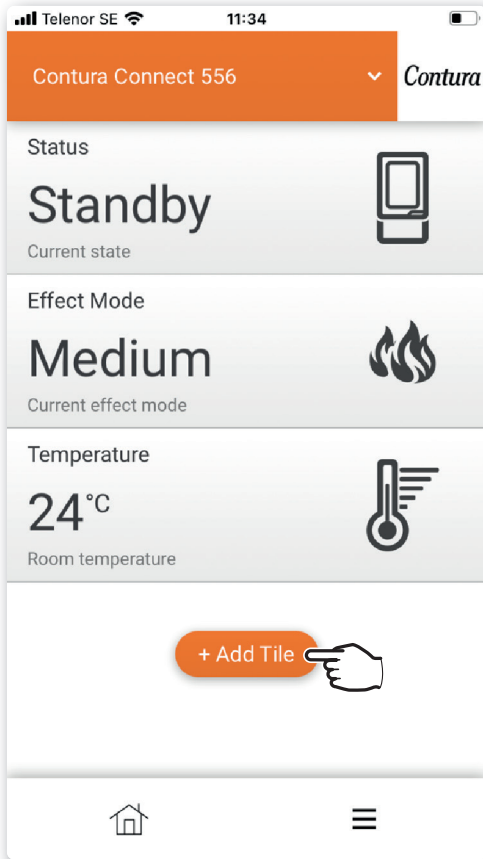 Telenor SE 11:34
Contura Connect 556 Contura
Status
Standby
Current state
Effect Mode
Medium
Current effect mode
Temperature
24°C
Room temperature
+ Add Tile